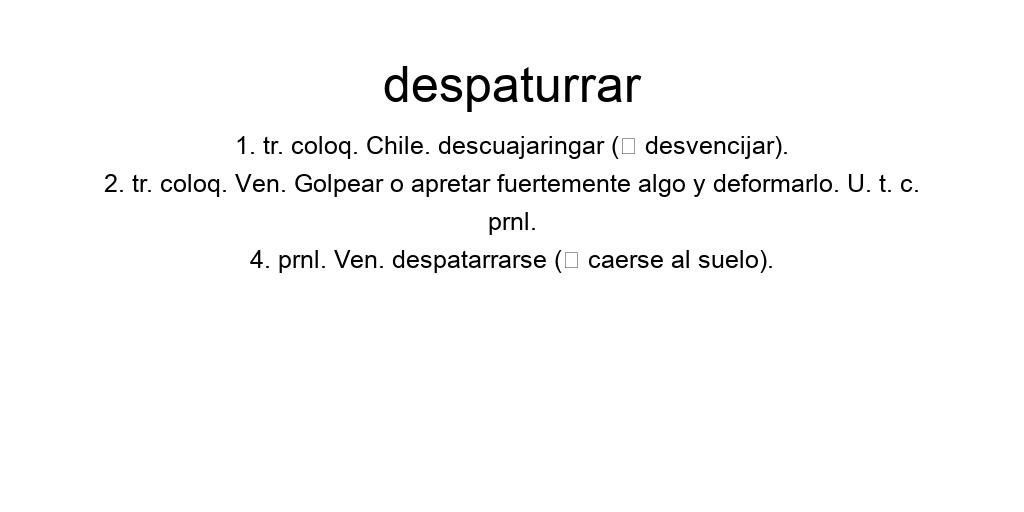 despaturrar
1. tr. coloq. Chile. descuajaringar (□ desvencijar).
2. tr. coloq. Ven. Golpear o apretar fuertemente algo y deformarlo. U. t. c.
prnl.
4. prnl. Ven. despatarrarse (□ caerse al suelo).